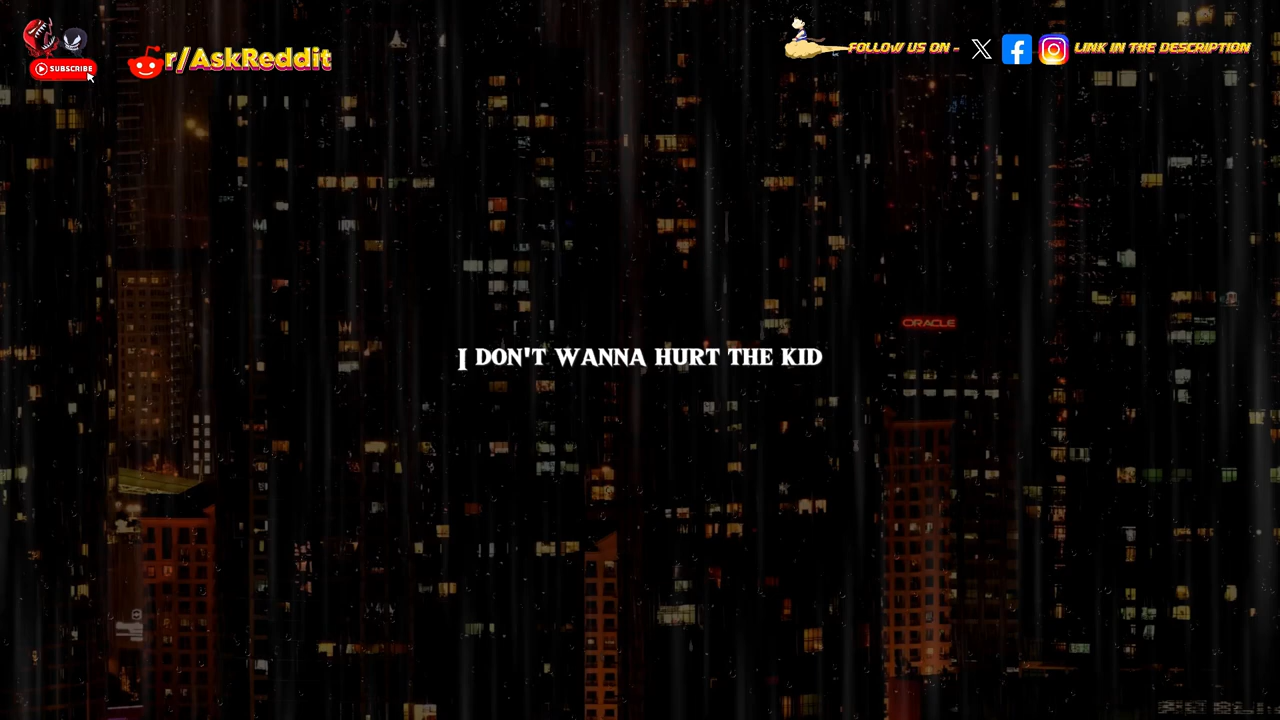 SUBSCRIBE
r/AskReddit
FOLLOW US ON -
LINK IN THE DESCRIPTION
ORACLE
I DON'T WANNA HURT THE KID